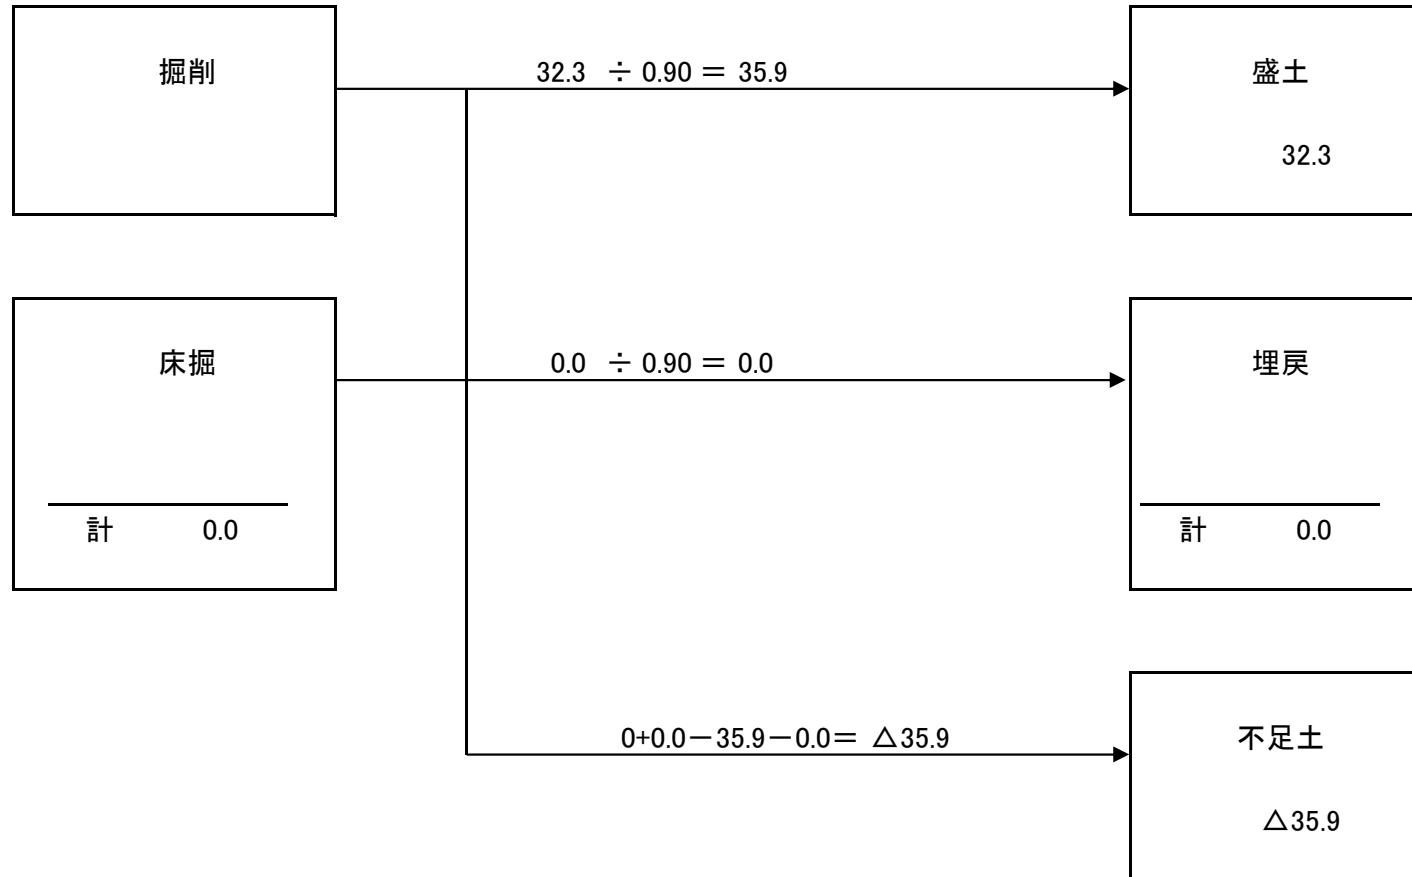 掘削
32.3 ÷ 0.90 = 35.9
盛土
32.3
床掘
0.0 ÷ 0.90 = 0.0
埋戻
計 0.0
計 0.0
0+0.0－35.9－0.0＝ △35.9
不足土
△35.9